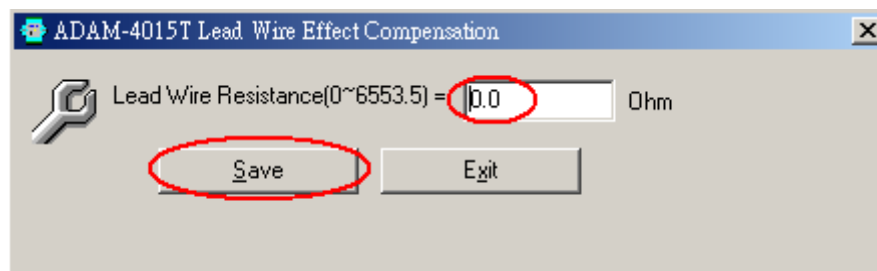 ADAM-4015T Lead Wire Effect Compensation
Lead Wire Resistance(0~6553.5) = 0.0 Ohm
Save Exit